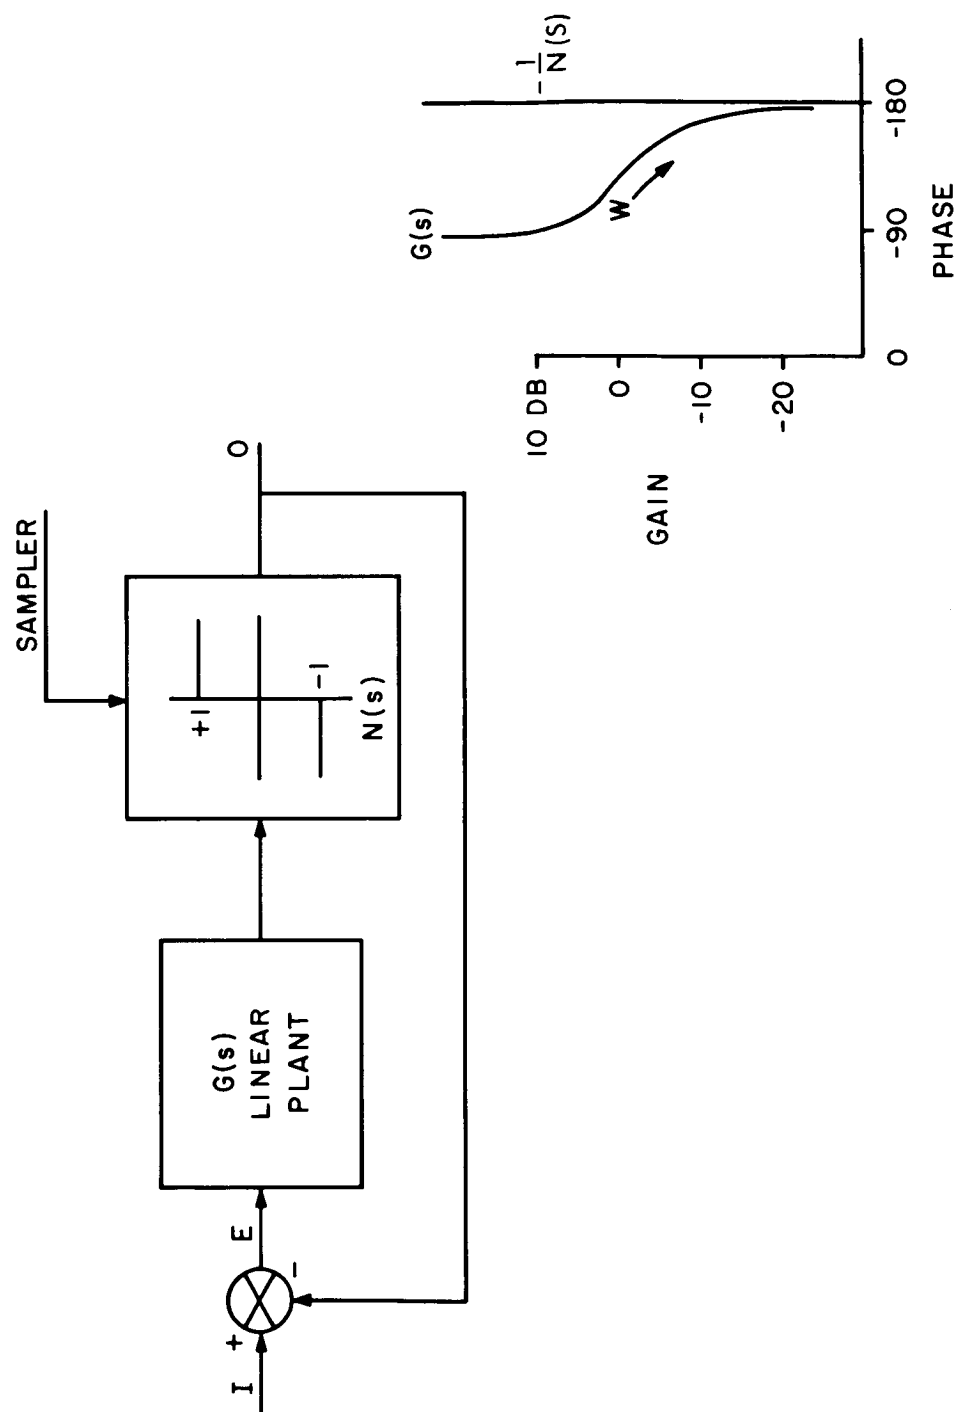 SAMPLER
I
+
-
E
G(s)
LINEAR
PLANT
+1
-1
N(s)
O
G(s)
-1/N(S)
W
10 DB
0
-10
-20
GAIN
0
-90
-180
PHASE